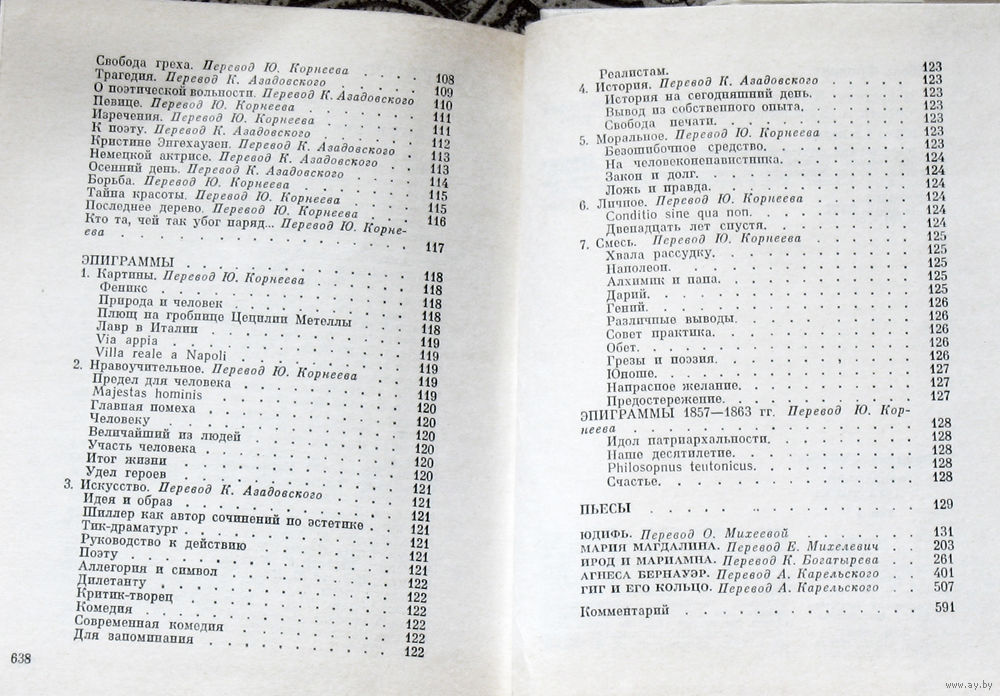 Свобода греха. Перевод Ю. Корнеева . . . . 108
Трагедия. Перевод К. Азадовского . . . . 109
О поэтической вольности. Перевод К. Азадовского 110
Певице. Перевод Ю. Корнеева . . . . 111
Изречения. Перевод Ю. Корнеева . . . . 111
К поэту. Перевод К. Азадовского . . . . 112
Кристине Энгехаузен. Перевод К. Азадовского . 113
Немецкой актрисе. Перевод К. Азадовского . . 113
Осенний день. Перевод К. Азадовского . . . . 113
Борьба. Перевод Ю. Корнеева . . . . 114
Тайна красоты. Перевод Ю. Корнеева . . . . 115
Последнее дерево. Перевод Ю. Корнеева . . . 115
Кто та, чей так убог наряд... Перевод Ю. Корне- 116
ева . . . . 117
ЭПИГРАММЫ . . . .
1. Картины. Перевод Ю. Корнеева . . . . 118
Феникс . . . . 118
Природа и человек . . . . 118
Плющ на гробнице Цецилии Метеллы . . . . 118
Лавр в Италии . . . . 118
Via appia . . . . 119
Villa reale a Napoli . . . . 119
2. Нравоучительное. Перевод Ю. Корнеева . . . . 119
Предел для человека . . . . 119
Majestas hominis . . . . 119
Главная помеха . . . . 120
Человеку . . . . 120
Величайший из людей . . . . 120
Участь человека . . . . 120
Итог жизни . . . . 120
Удел героев . . . . 120
3. Искусство. Перевод К. Азадовского . . . . 121
Идея и образ . . . . 121
Шиллер как автор сочинений по эстетике . . 121
Тик-драматург . . . . 121
Руководство к действию . . . . 121
Поэту . . . . 121
Аллегория и символ . . . . 121
Дилетанту . . . . 122
Критик-творец . . . . 122
Комедия . . . . 122
Современная комедия . . . . 122
Для запоминания . . . . 122
638
Реалистам. 123
4. История. Перевод К. Азадовского . . . . 123
История на сегодняшний день. . . . . 123
Вывод из собственного опыта. . . . . 123
Свобода печати . . . . 123
5. Моральное. Перевод Ю. Корнеева . . . . 123
Безошибочное средство. . . . . 123
На человеконенавистника. . . . . 124
Закон и долг. . . . . 124
Ложь и правда. . . . . 124
6. Личное. Перевод Ю. Корнеева . . . . 124
Conditio sine qua non. . . . . 124
Двенадцать лет спустя. . . . . 124
7. Смесь. Перевод Ю. Корнеева . . . . 125
Хвала рассудку. . . . . 125
Наполеон. . . . . 125
Алхимик и папа. . . . . 125
Дарий. . . . . 125
Гений. . . . . 126
Различные выводы. . . . . 126
Совет практика. . . . . 126
Обет. . . . . 126
Грезы и поэзия. . . . . 126
Юноше. . . . . 127
Напрасное желание. . . . . 127
Предостережение. . . . . 127
ЭПИГРАММЫ 1857—1863 гг. Перевод Ю. Кор-
неева . . . . 128
Идол патриархальности. . . . . 128
Наше десятилетие. . . . . 128
Philosopnus teutonicus. . . . . 128
Счастье. . . . . 128
ПЬЕСЫ . . . . 129
ЮДИФЬ. Перевод О. Михеевой . . . . 131
МАРИЯ МАГДАЛИНА. Перевод Е. Михелевич . . 203
ИРОД И МАРИАМНА. Перевод К. Богатырева . . 261
АГНЕСА БЕРНАУЭР. Перевод А. Карельского . . 401
ГИГ И ЕГО КОЛЬЦО. Перевод А. Карельского . . 507
Комментарий . . . . 591
www.ay.by